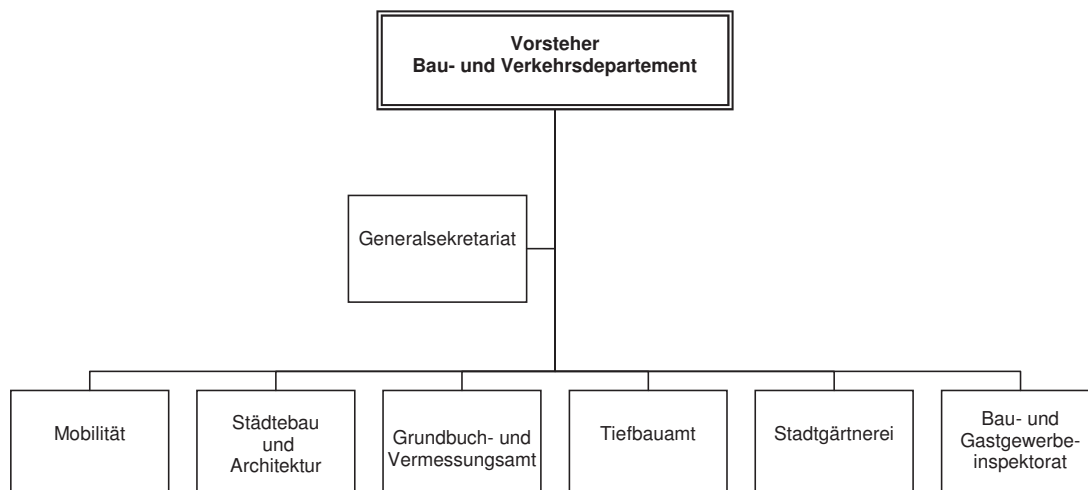 Vorsteher
Bau- und Verkehrsdepartement
Generalsekretariat
Mobilität
Städtebau
und
Architektur
Grundbuch- und
Vermessungsamt
Tiefbauamt
Stadtgärtnerei
Bau- und
Gastgewerbe-
inspektorat